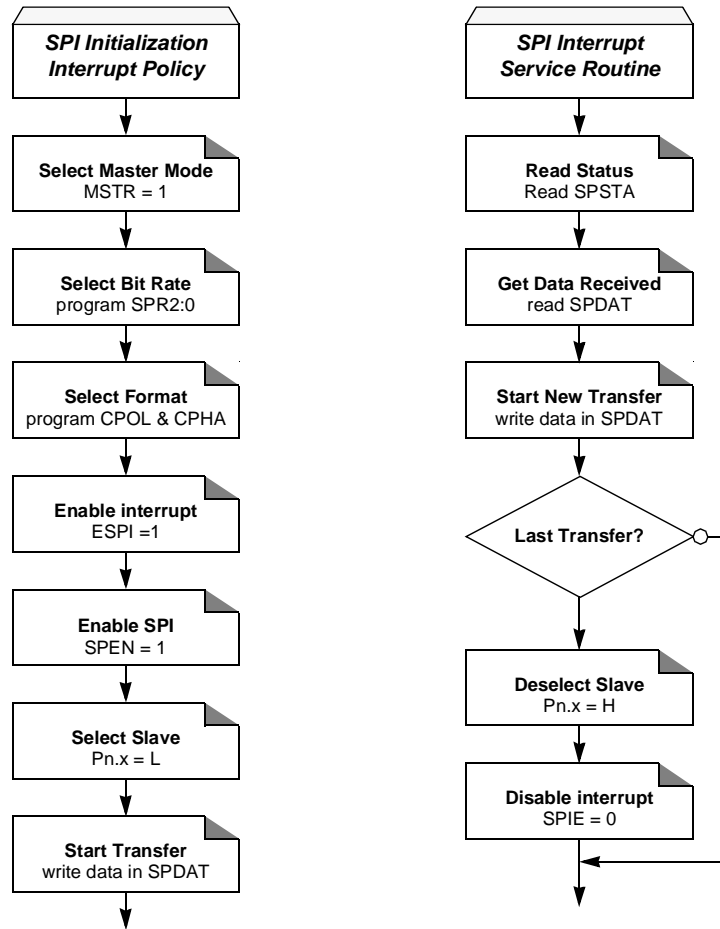 SPI Initialization
Interrupt Policy
Select Master Mode
MSTR = 1
Select Bit Rate
program SPR2:0
Select Format
program CPOL & CPHA
Enable interrupt
ESPI =1
Enable SPI
SPEN = 1
Select Slave
Pn.x = L
Start Transfer
write data in SPDAT
SPI Interrupt
Service Routine
Read Status
Read SPSTA
Get Data Received
read SPDAT
Start New Transfer
write data in SPDAT
Last Transfer?
Deselect Slave
Pn.x = H
Disable interrupt
SPIE = 0